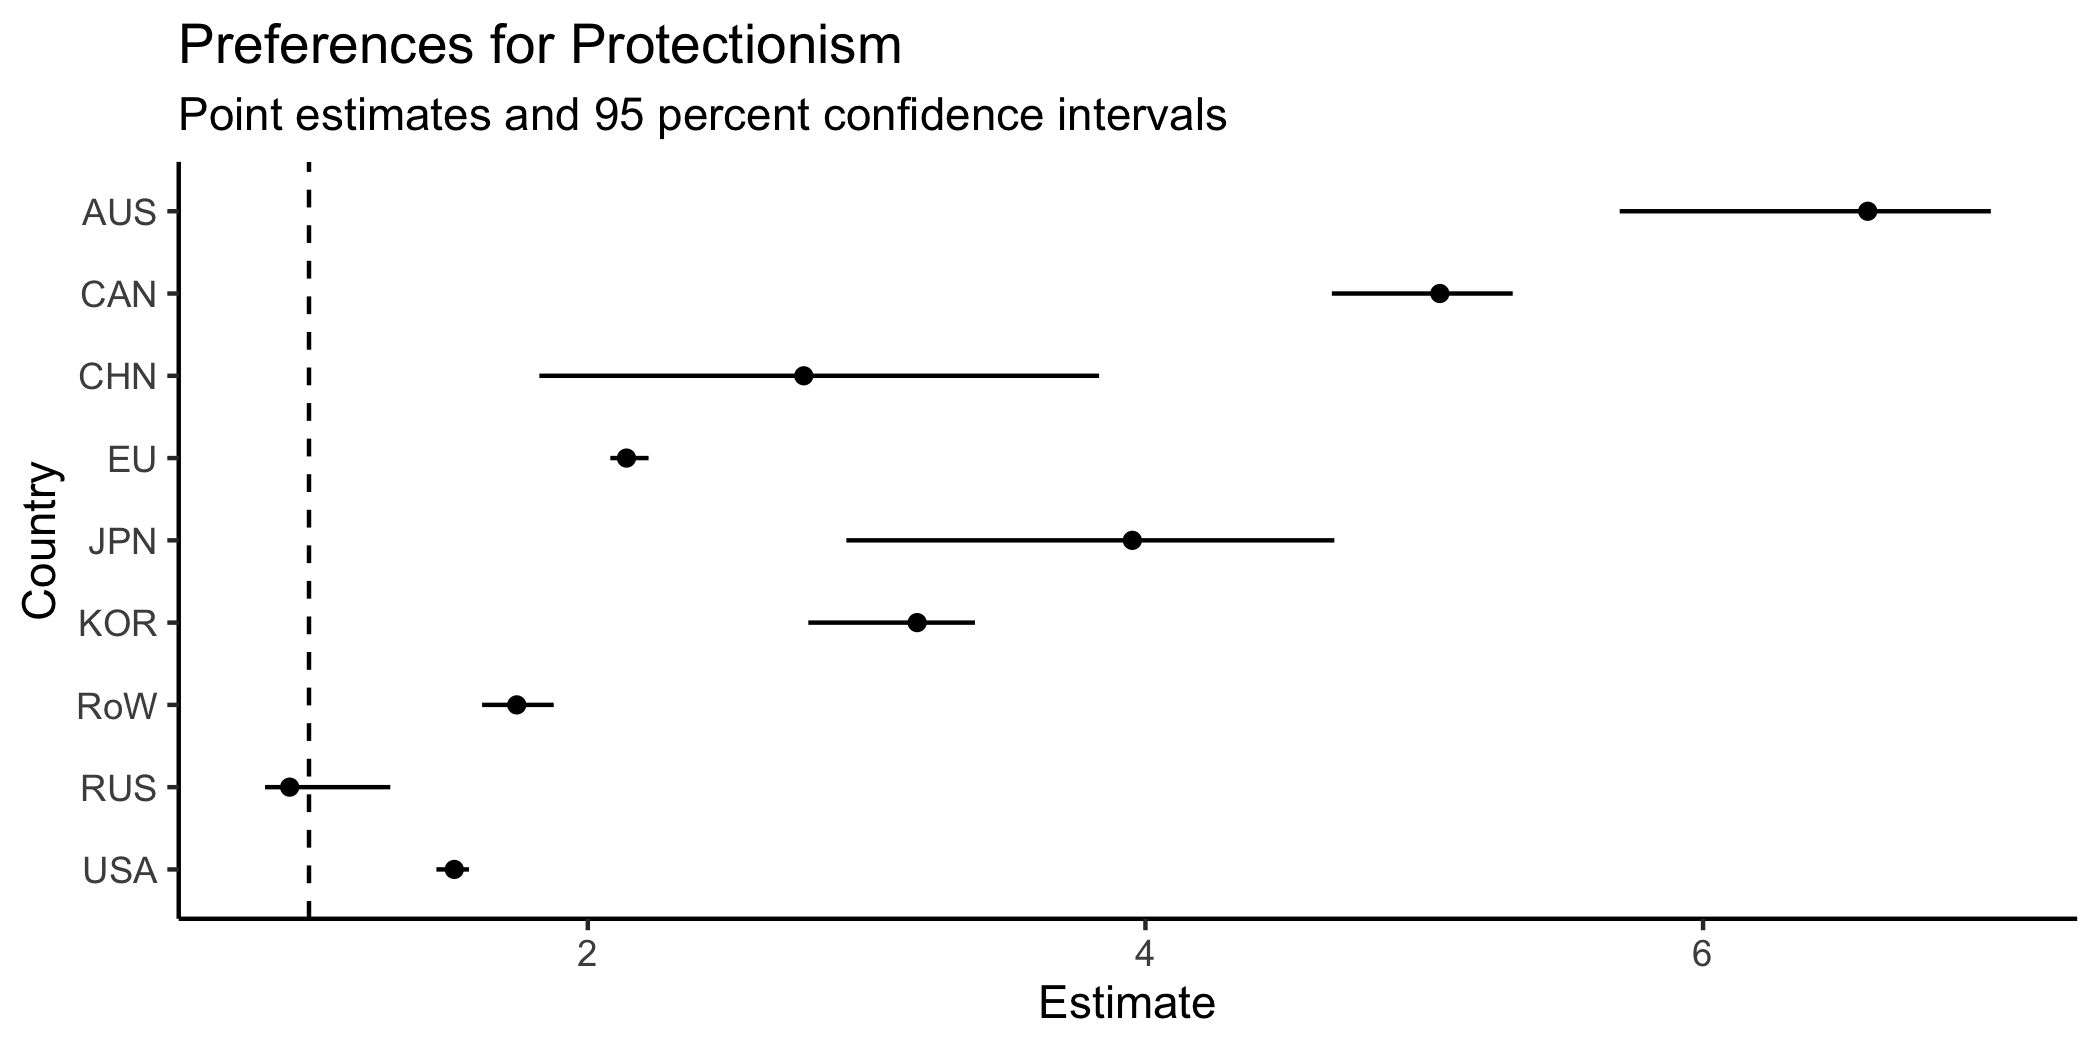 Preferences for Protectionism
Point estimates and 95 percent confidence intervals
Country
AUS
CAN
CHN
EU
JPN
KOR
RoW
RUS
USA
2 4 6
Estimate